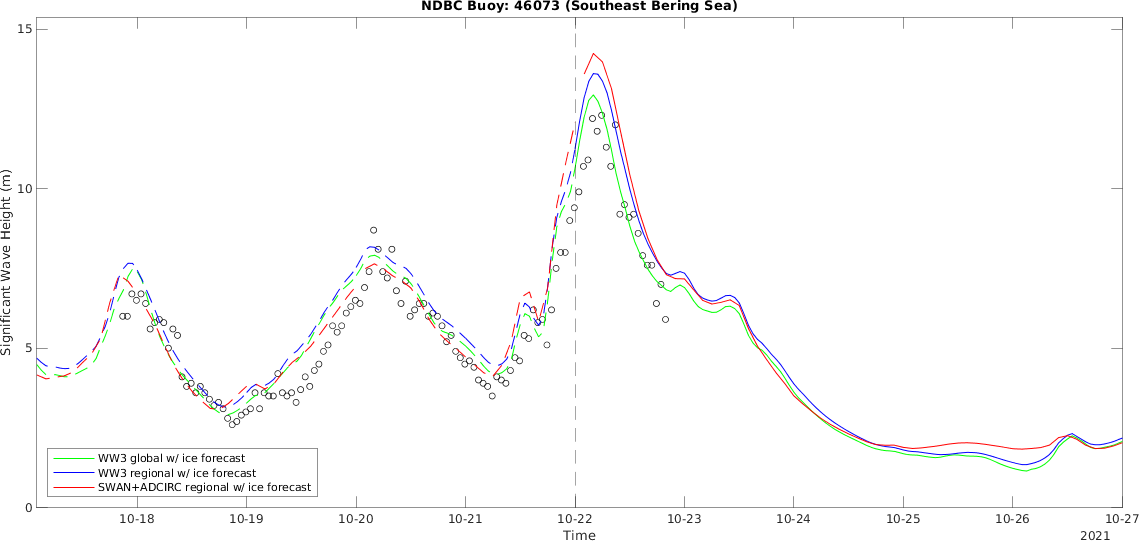 NDBC Buoy: 46073 (Southeast Bering Sea)
Significant Wave Height (m)
15
10
5
0
WW3 global w/ ice forecast
WW3 regional w/ ice forecast
SWAN+ADCIRC regional w/ ice forecast
10-18 10-19 10-20 10-21 10-22 10-23 10-24 10-25 10-26 10-27
Time
2021